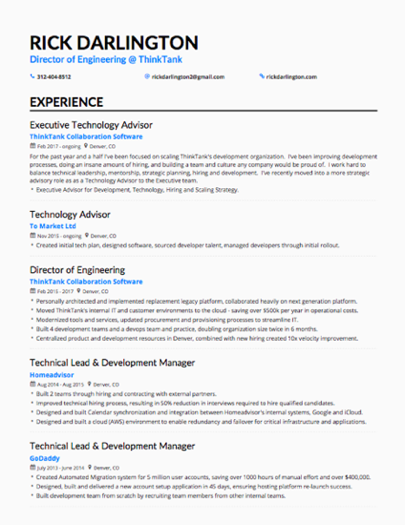 RICK DARLINGTON
Director of Engineering @ ThinkTank
312-404-8512 rickdarlington2@gmail.com rickdarlington.com
EXPERIENCE
Executive Technology Advisor
ThinkTank Collaboration Software
Feb 2017 - ongoing Denver, CO
For the past year and a half I've been focused on scaling ThinkTank's development organization. I've been improving development
processes, doing an insane amount of hiring, and building a team and culture any company would be proud of. I work hard to
balance technical leadership, mentorship, strategic planning, hiring and development. I've recently moved into a more strategic
advisory role as a Technology Advisor to the Executive team.
• Executive Advisor for Development, Technology, Hiring and Scaling Strategy.
Technology Advisor
To Market Ltd
Nov 2015 - ongoing Denver, CO
• Created initial tech plan, designed software, sourced developer talent, managed developers through initial rollout.
Director of Engineering
ThinkTank Collaboration Software
Feb 2015 - 2017 Denver, CO
• Personally architected and implemented replacement legacy platform, collaborated heavily on next generation platform.
• Moved ThinkTank's internal IT and customer environments to the cloud - saving over $500k per year in operational costs.
• Modernized tools and services, updated procurement and provisioning processes to streamline IT.
• Built 4 development teams and a devops team and practice, doubling organization size twice in 6 months.
• Centralized product and development resources in Denver, combined with new hiring created 10x velocity improvement.
Technical Lead & Development Manager
Homeadvisor
Aug 2014 - Aug 2015 Denver, CO
• Built 2 teams through hiring and contracting with external partners.
• Improved technical hiring process, resulting in 50% reduction in interviews required to hire qualified candidates.
• Designed and built Calendar synchronization and integration between Homeadvisor's internal systems, Google and iCloud.
• Designed and built a cloud (AWS) environment to enable redundancy and failover for critical infrastructure and applications.
Technical Lead & Development Manager
GoDaddy
July 2013 - June 2014 Denver, CO
• Created Automated Migration system for 5 million user accounts, saving over 1000 hours of manual effort and over $400,000.
• Designed, built and delivered a new account setup application in 45 days, ensuring hosting platform re-launch success.
• Built development team from scratch by recruiting team members from other internal teams.